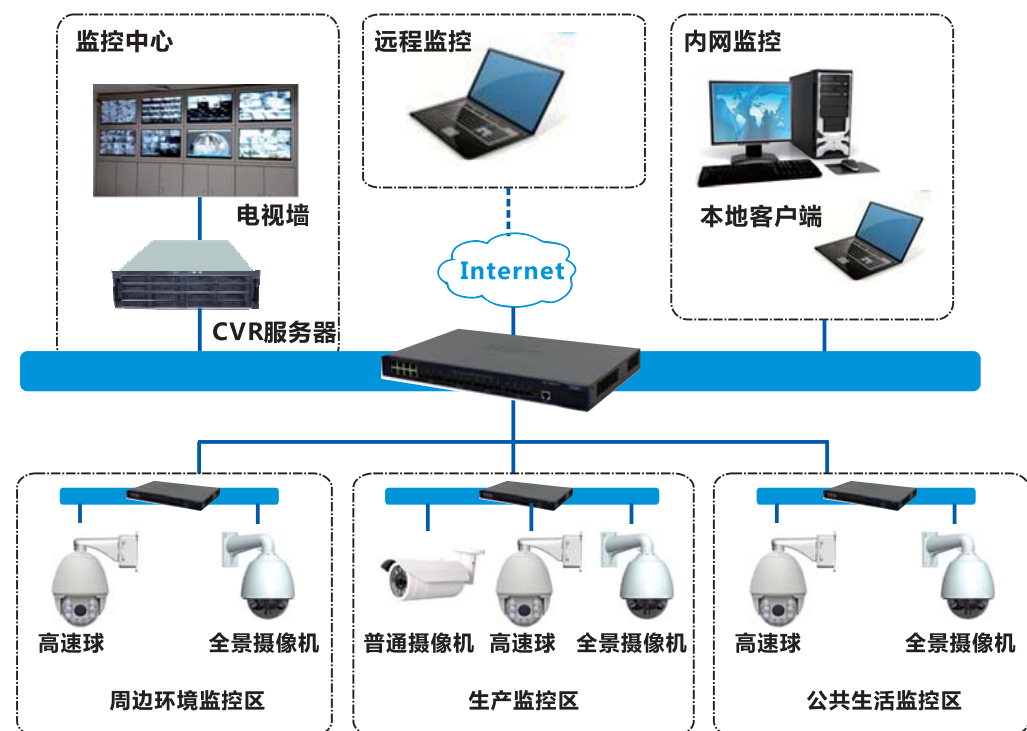 监控中心
远程监控
内网监控
电视墙
本地客户端
Internet
CVR服务器
高速球
全景摄像机
普通摄像机
高速球
全景摄像机
高速球
全景摄像机
周边环境监控区
生产监控区
公共生活监控区